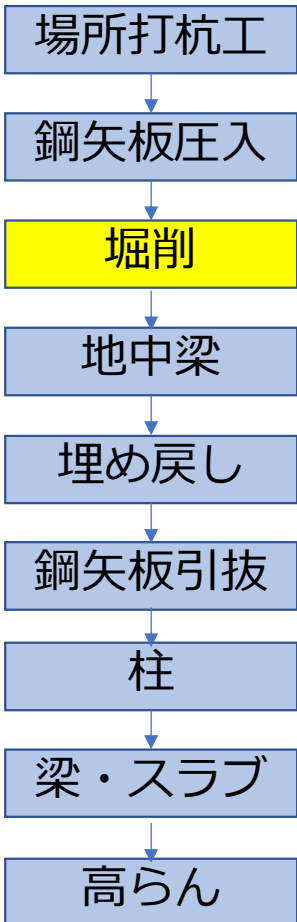 場所打杭工
鋼矢板圧入
堀削
地中梁
埋め戻し
鋼矢板引抜
柱
梁・スラブ
高らん